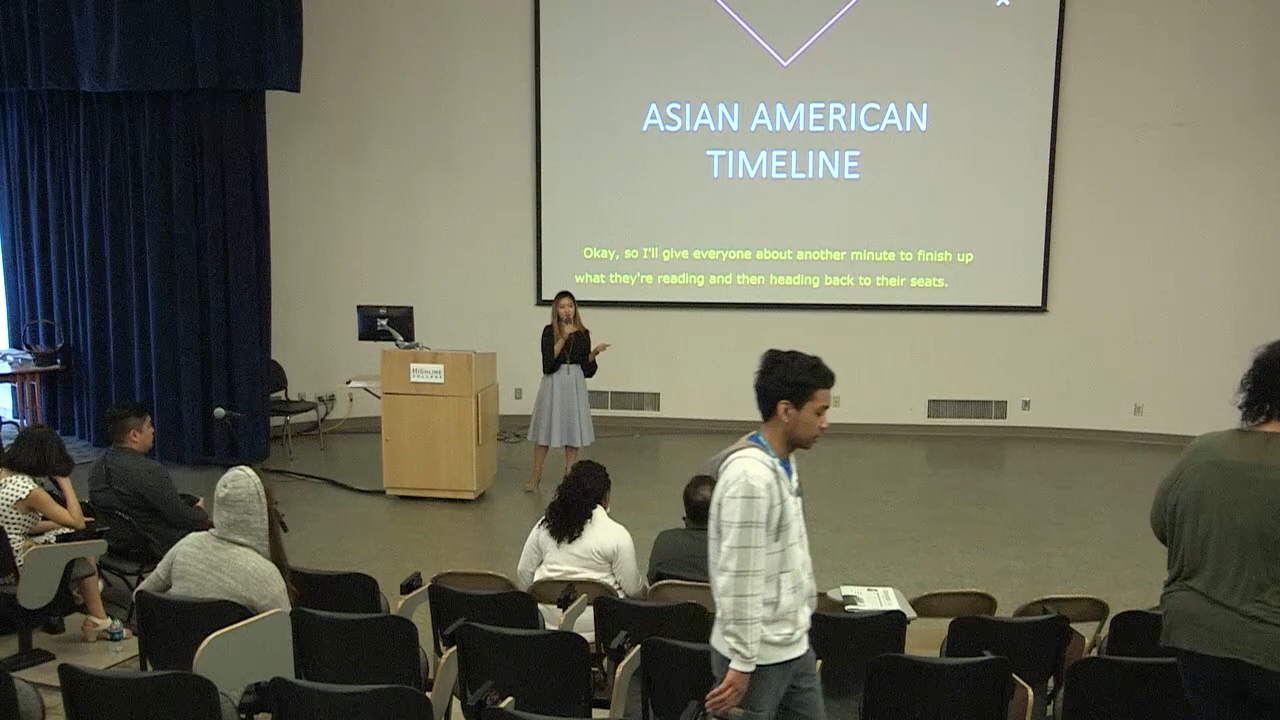 ASIAN AMERICAN
TIMELINE
Okay, so I'll give everyone about another minute to finish up
what they're reading and then heading back to their seats.
HIGHLINE
COLLEGE